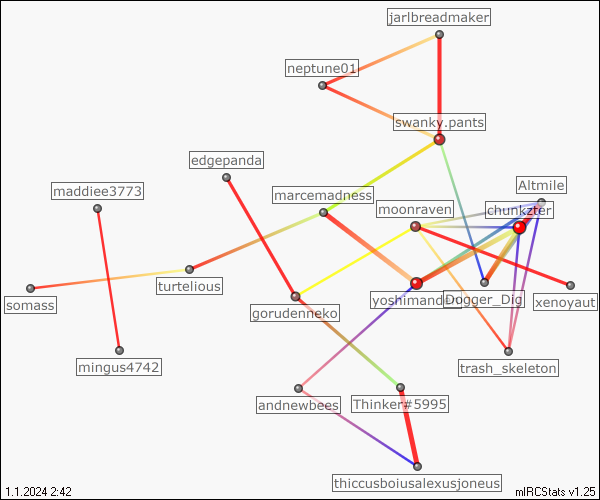 jarlbreadmaker
neptune01
swanky.pants
edgepanda
maddiee3773
marcemadness
Altmile
moonraven
chunkzter
turtelious
somass
yoshimand
Dogger_Dig
xenoyaut
gorudenneko
mingus4742
trash_skeleton
andnewbees
Thinker#5995
thiccusboiusalexusjoneus
1.1.2024 2:42
mIRCStats v1.25